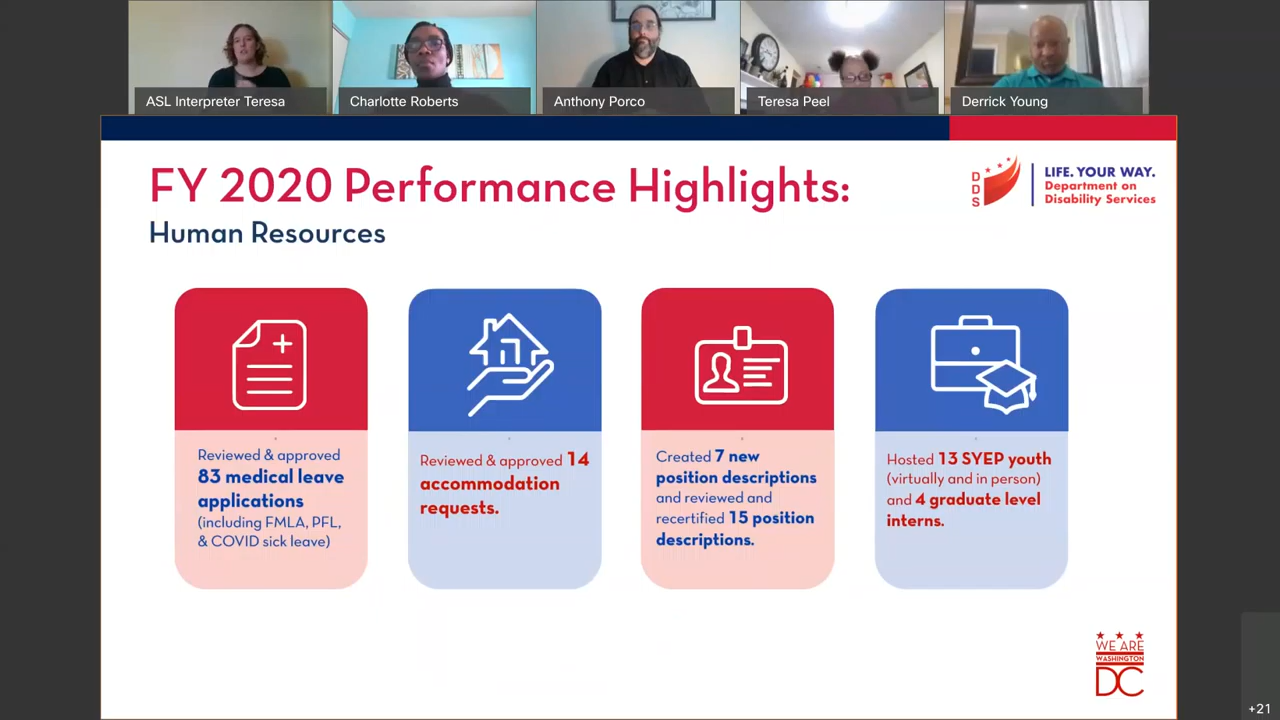 ASL Interpreter Teresa
Charlotte Roberts
Anthony Porco
Teresa Peel
Derrick Young
FY 2020 Performance Highlights:
Human Resources
DDS
LIFE. YOUR WAY.
Department on
Disability Services
Reviewed & approved
83 medical leave
applications
(including FMLA, PFL,
& COVID sick leave)
Reviewed & approved 14
accommodation
requests.
Created 7 new
position descriptions
and reviewed and
recertified 15 position
descriptions.
Hosted 13 SYEP youth
(virtually and in person)
and 4 graduate level
interns.
WE ARE
WASHINGTON
DC
+21